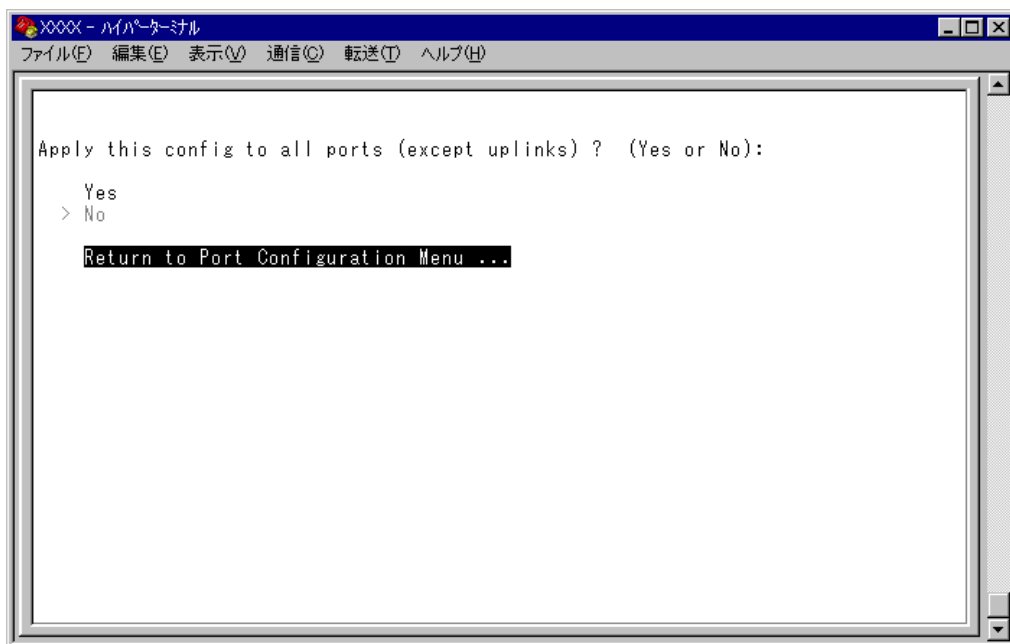 XXXX - ﾊｲﾊﾟｰﾀｰﾐﾅﾙ
ファイル(F) 編集(E) 表示(V) 通信(C) 転送(T) ヘルプ(H)
Apply this config to all ports (except uplinks) ? (Yes or No):
Yes
> No
Return to Port Configuration Menu ...